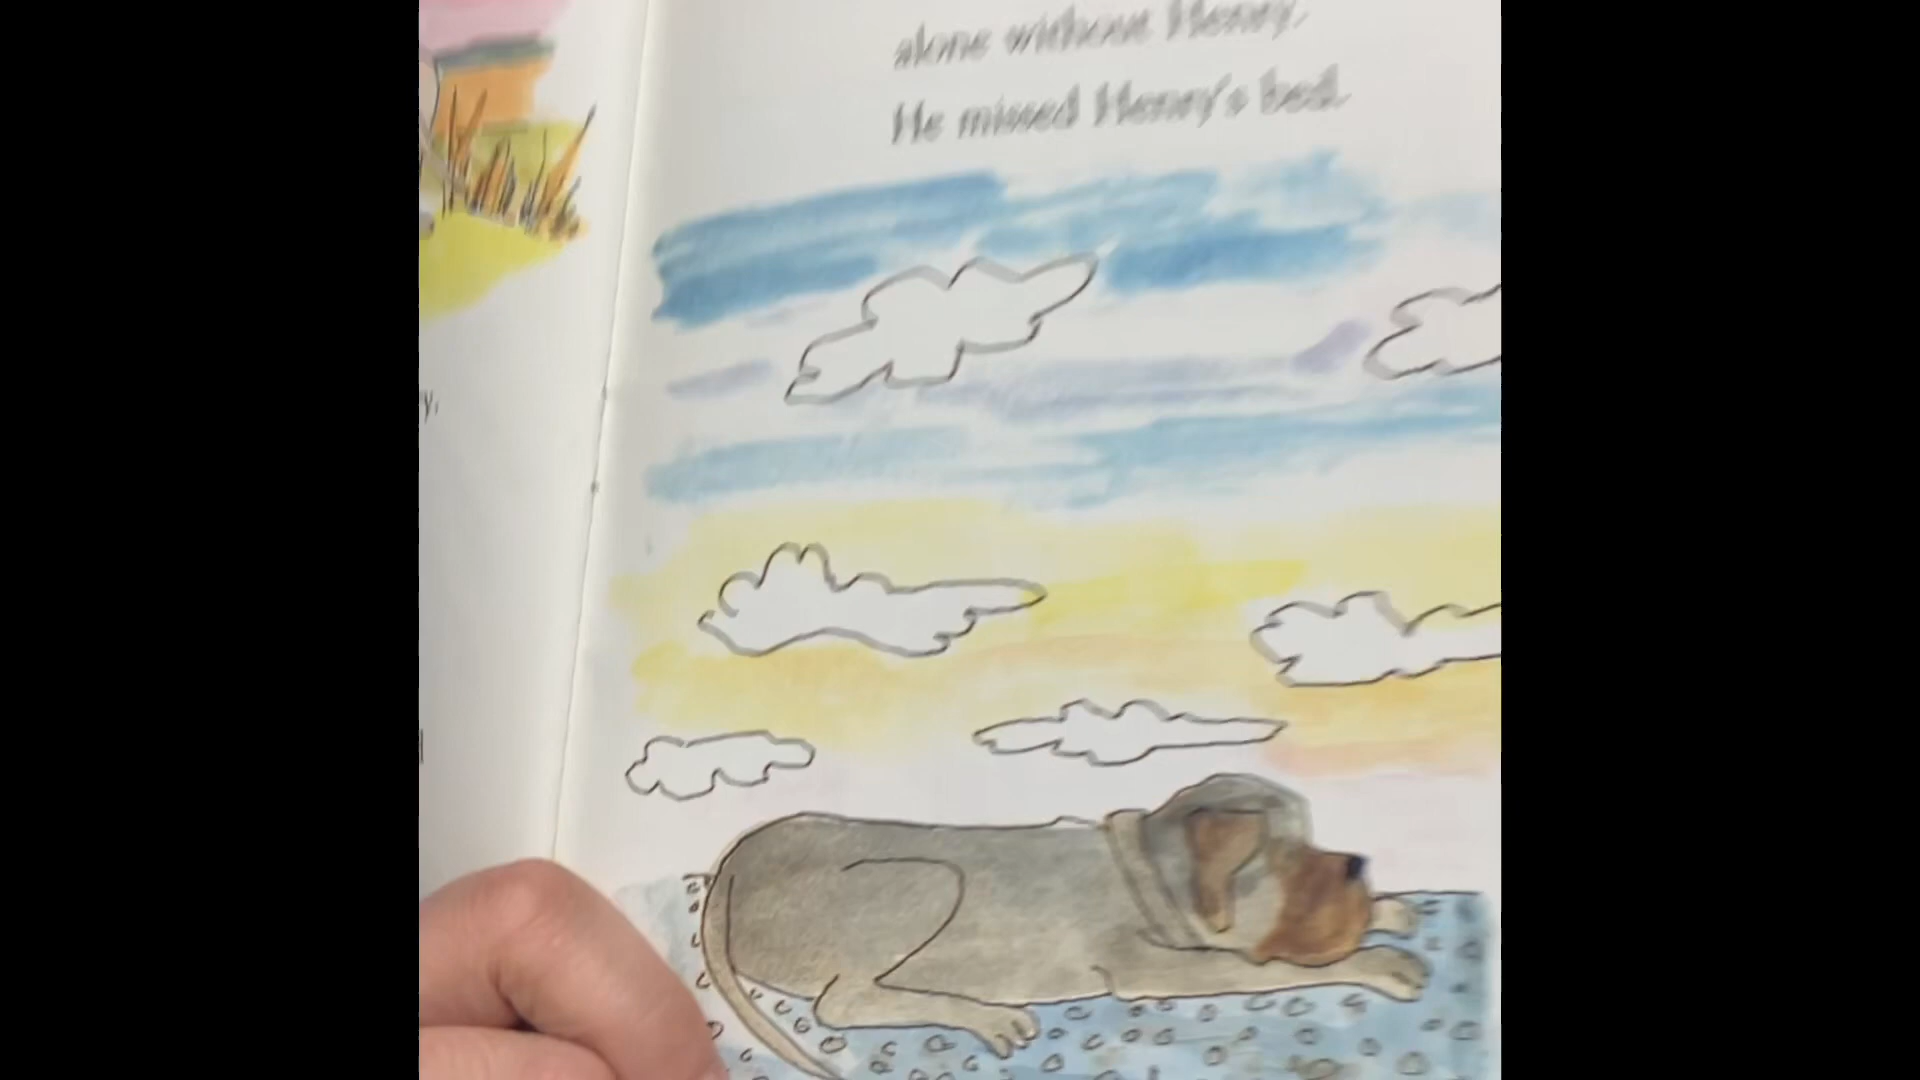 y,
alone without Henry.
He missed Henry's bed.